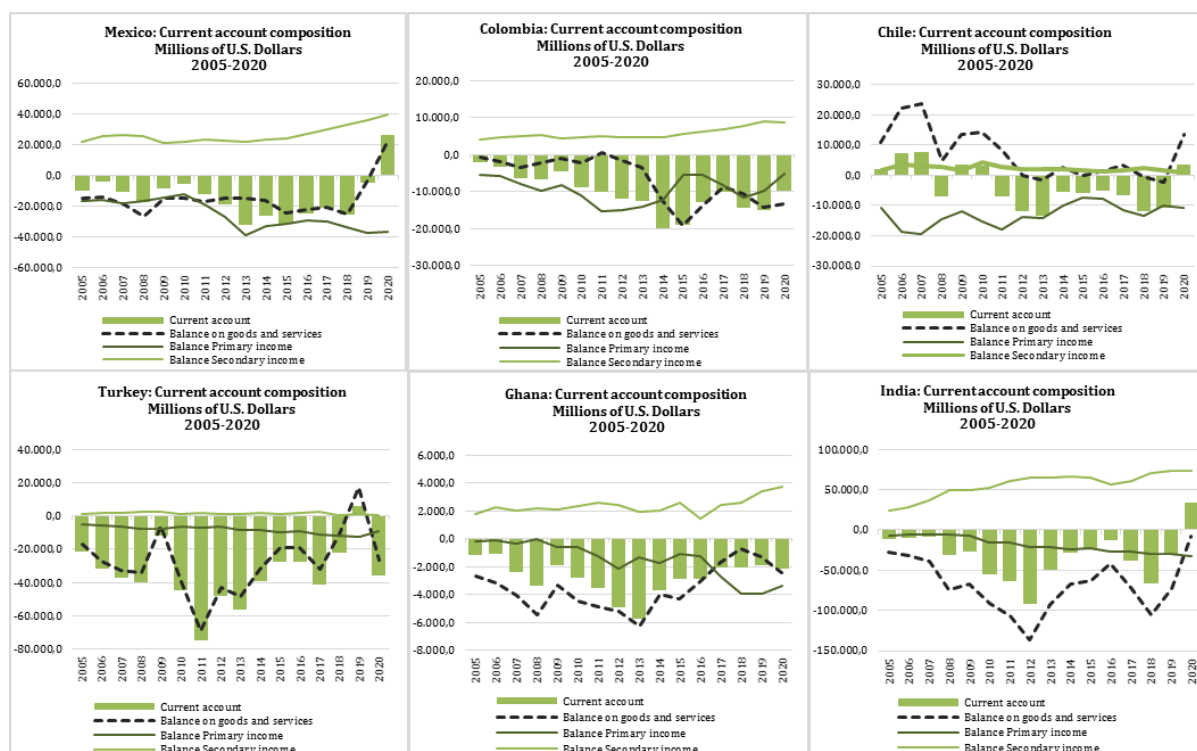 Mexico: Current account composition
Millions of U.S. Dollars
2005-2020
60.000,0
40.000,0
20.000,0
0,0
-20.000,0
-40.000,0
-60.000,0
2005 2006 2007 2008 2009 2010 2011 2012 2013 2014 2015 2016 2017 2018 2019 2020
Current account
Balance on goods and services
Balance Primary income
Balance Secondary income
Colombia: Current account composition
Millions of U.S. Dollars
2005-2020
20.000,0
10.000,0
0,0
-10.000,0
-20.000,0
-30.000,0
2005 2006 2007 2008 2009 2010 2011 2012 2013 2014 2015 2016 2017 2018 2019 2020
Current account
Balance on goods and services
Balance Primary income
Balance Secondary income
Chile: Current account composition
Millions of U.S. Dollars
2005-2020
30.000,0
20.000,0
10.000,0
0,0
-10.000,0
-20.000,0
-30.000,0
2005 2006 2007 2008 2009 2010 2011 2012 2013 2014 2015 2016 2017 2018 2019 2020
Current account
Balance on goods and services
Balance Primary income
Balance Secondary income
Turkey: Current account composition
Millions of U.S. Dollars
2005-2020
40.000,0
20.000,0
0,0
-20.000,0
-40.000,0
-60.000,0
-80.000,0
2005 2006 2007 2008 2009 2010 2011 2012 2013 2014 2015 2016 2017 2018 2019 2020
Current account
Balance on goods and services
Balance Primary income
Balance Secondary income
Ghana: Current account composition
Millions of U.S. Dollars
2005-2020
6.000,0
4.000,0
2.000,0
0,0
-2.000,0
-4.000,0
-6.000,0
-8.000,0
2005 2006 2007 2008 2009 2010 2011 2012 2013 2014 2015 2016 2017 2018 2019 2020
Current account
Balance on goods and services
Balance Primary income
Balance Secondary income
India: Current account composition
Millions of U.S. Dollars
2005-2020
100.000,0
50.000,0
0,0
-50.000,0
-100.000,0
-150.000,0
2005 2006 2007 2008 2009 2010 2011 2012 2013 2014 2015 2016 2017 2018 2019 2020
Current account
Balance on goods and services
Balance Primary income
Balance Secondary income